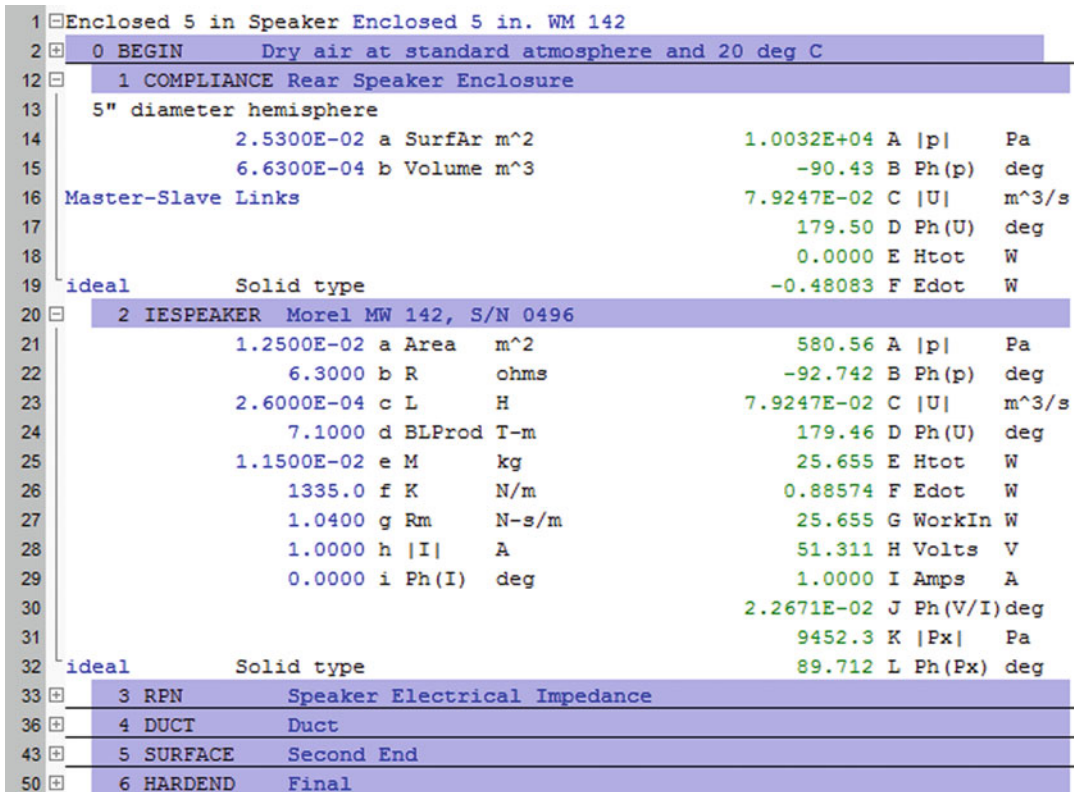 1 Enclosed 5 in Speaker Enclosed 5 in. WM 142
2 0 BEGIN Dry air at standard atmosphere and 20 deg C
12 1 COMPLIANCE Rear Speaker Enclosure
13 5" diameter hemisphere
14 2.5300E-02 a SurfAr m^2 1.0032E+04 A |p| Pa
15 6.6300E-04 b Volume m^3 -90.43 B Ph(p) deg
16 Master-Slave Links 7.9247E-02 C |U| m^3/s
17 179.50 D Ph(U) deg
18 0.0000 E Htot W
19 ideal Solid type -0.48083 F Edot W
20 2 IESPEAKER Morel MW 142, S/N 0496
21 1.2500E-02 a Area m^2 580.56 A |p| Pa
22 6.3000 b R ohms -92.742 B Ph(p) deg
23 2.6000E-04 c L H 7.9247E-02 C |U| m^3/s
24 7.1000 d BLProd T-m 179.46 D Ph(U) deg
25 1.1500E-02 e M kg 25.655 E Htot W
26 1335.0 f K N/m 0.88574 F Edot W
27 1.0400 g Rm N-s/m 25.655 G WorkIn W
28 1.0000 h |I| A 51.311 H Volts V
29 0.0000 i Ph(I) deg 1.0000 I Amps A
30 2.2671E-02 J Ph(V/I)deg
31 9452.3 K |Px| Pa
32 ideal Solid type 89.712 L Ph(Px) deg
33 3 RPN Speaker Electrical Impedance
36 4 DUCT Duct
43 5 SURFACE Second End
50 6 HARDEND Final